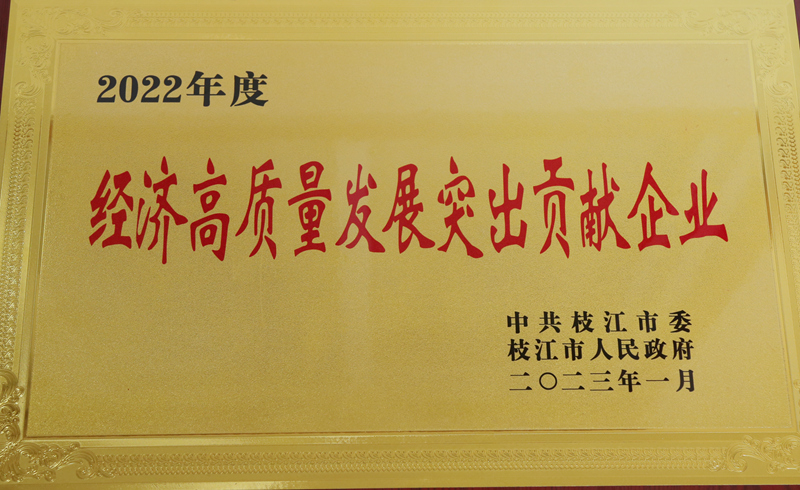 2022年度
经济高质量发展突出贡献企业
中共枝江市委
枝江市人民政府
二〇二三年一月